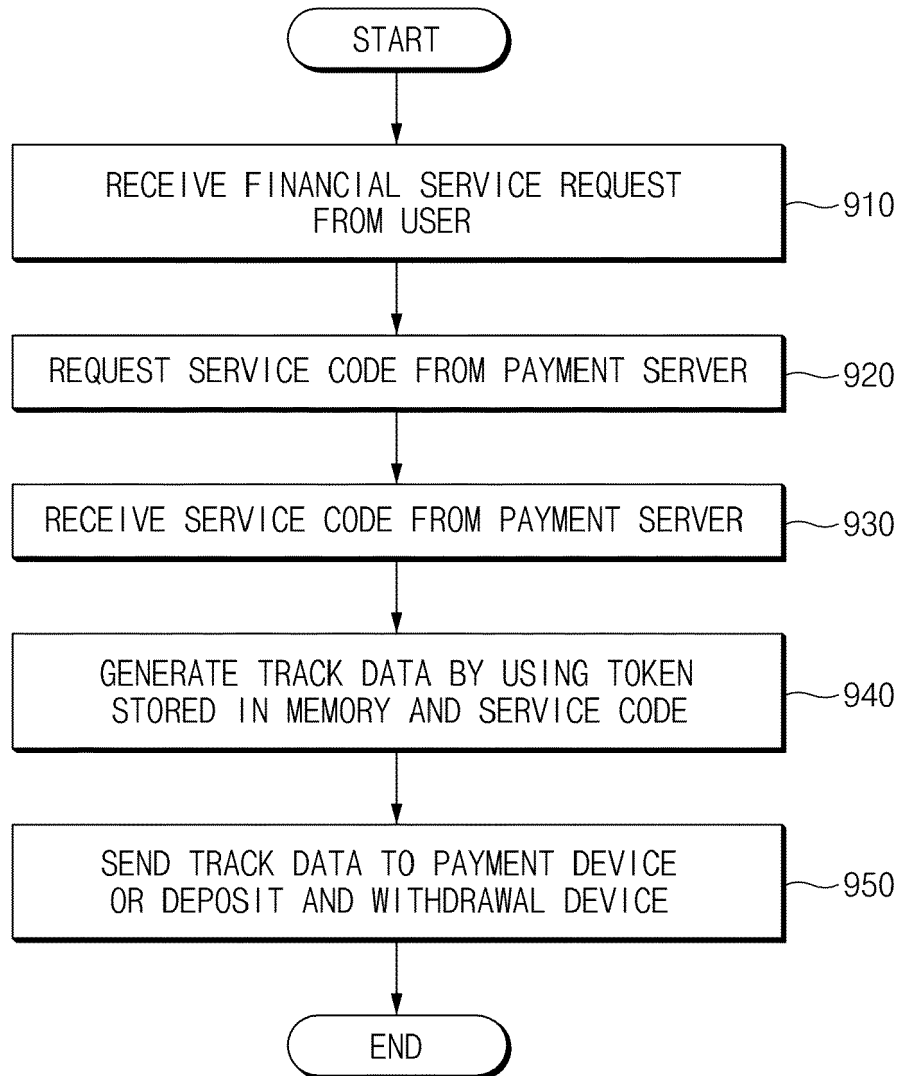 START
RECEIVE FINANCIAL SERVICE REQUEST
FROM USER
910
REQUEST SERVICE CODE FROM PAYMENT SERVER
920
RECEIVE SERVICE CODE FROM PAYMENT SERVER
930
GENERATE TRACK DATA BY USING TOKEN
STORED IN MEMORY AND SERVICE CODE
940
SEND TRACK DATA TO PAYMENT DEVICE
OR DEPOSIT AND WITHDRAWAL DEVICE
950
END